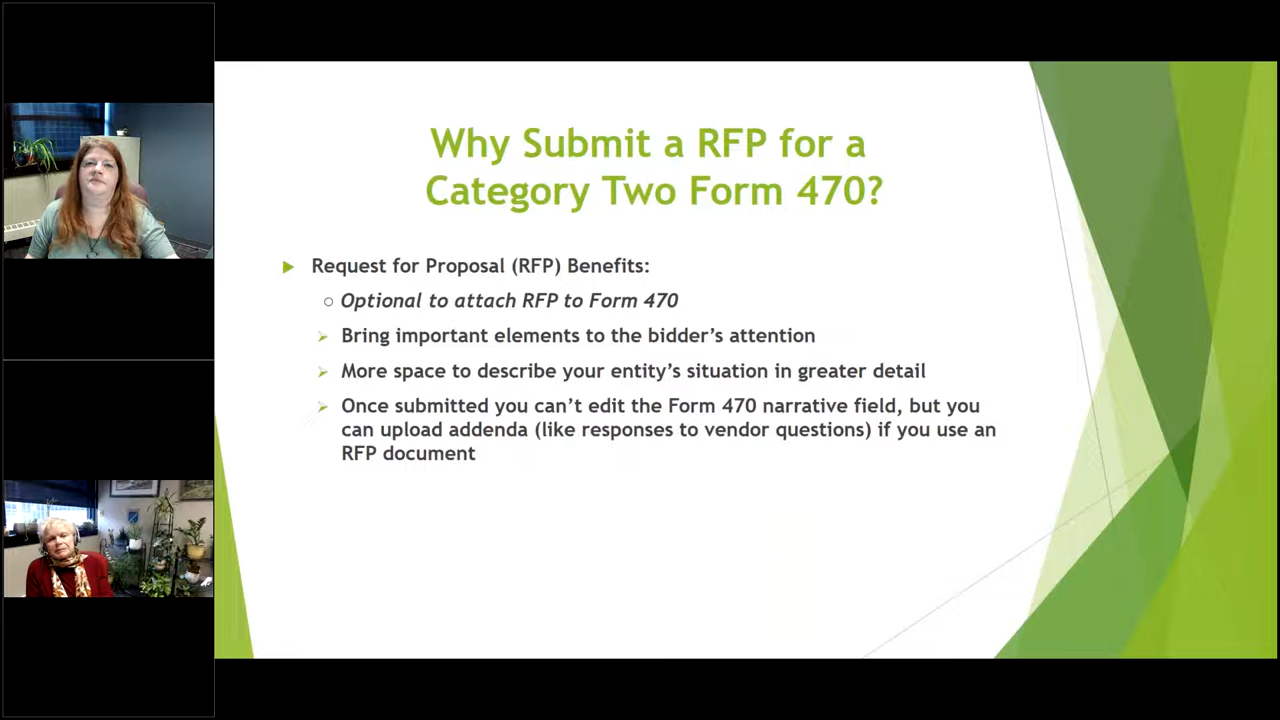 Why Submit a RFP for a
Category Two Form 470?
Request for Proposal (RFP) Benefits:
Optional to attach RFP to Form 470
Bring important elements to the bidder’s attention
More space to describe your entity’s situation in greater detail
Once submitted you can’t edit the Form 470 narrative field, but you
can upload addenda (like responses to vendor questions) if you use an
RFP document